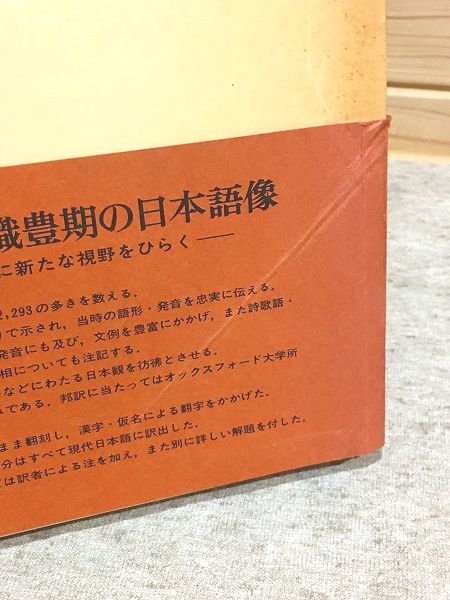 織豊期の日本語像
に新たな視野をひらく──
2,293の多きを数える.
で示され, 当時の語形・発音を忠実に伝える.
発音にも及び, 文例を豊富にかかげ, また詩歌語・
相についても注記する.
などにわたる日本観を彷彿とさせる.
である. 邦訳に当たってはオックスフォード大学所
まま翻刻し, 漢字・仮名による翻字をかかげた.
分はすべて現代日本語に訳出した.
は訳者による注を加え, また別に詳しい解題を付した.